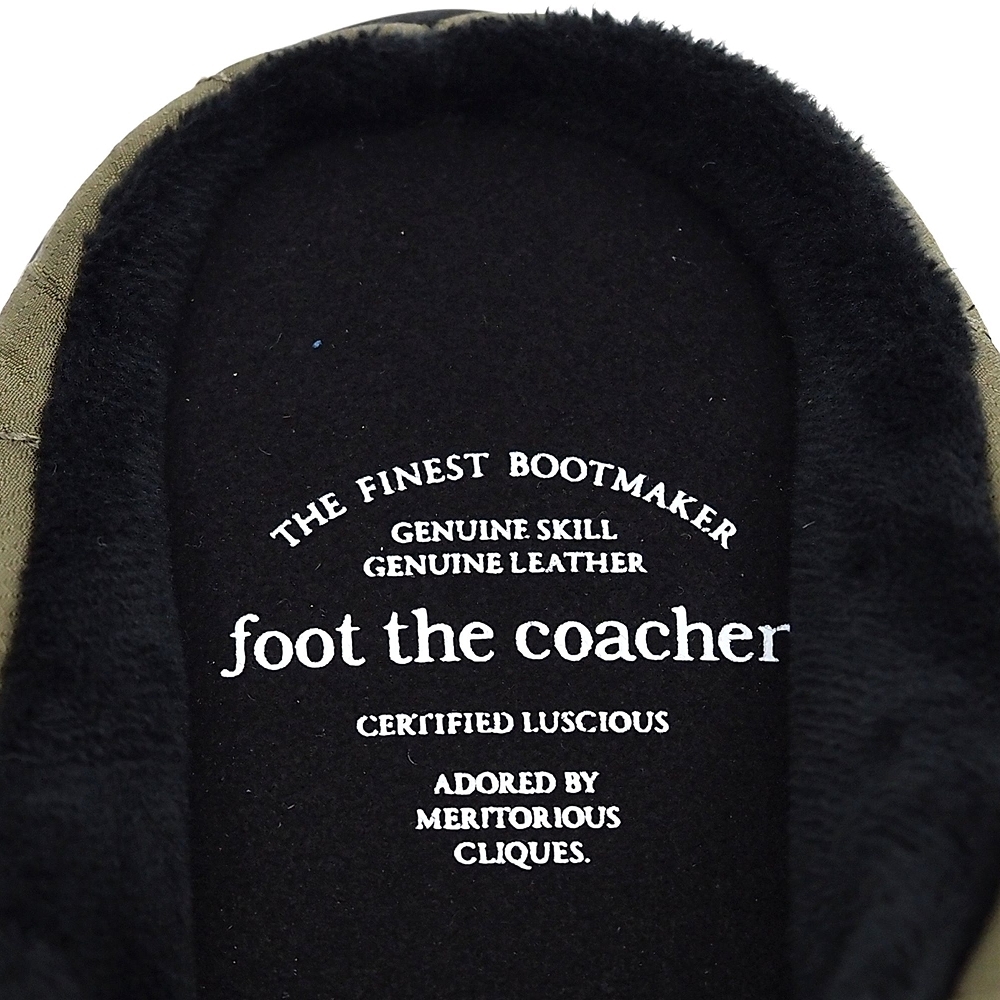 THE FINEST BOOTMAKER
GENUINE SKILL
GENUINE LEATHER
foot the coacher
CERTIFIED LUSCIOUS
ADORED BY
MERITORIOUS
CLIQUES.